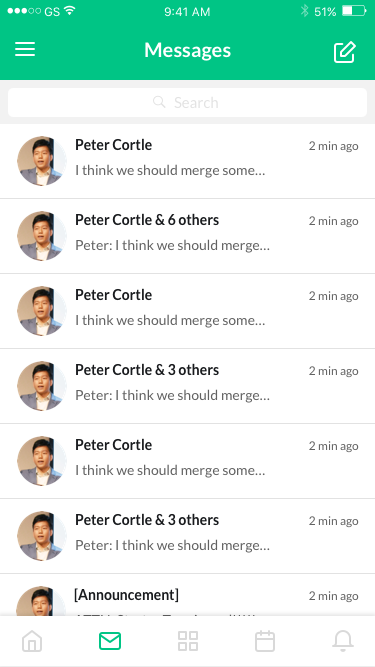 GS 9:41 AM 51%
Messages
Search
Peter Cortle 2 min ago
I think we should merge some...
Peter Cortle & 6 others 2 min ago
Peter: I think we should merge...
Peter Cortle 2 min ago
I think we should merge some...
Peter Cortle & 3 others 2 min ago
Peter: I think we should merge...
Peter Cortle 2 min ago
I think we should merge some...
Peter Cortle & 3 others 2 min ago
Peter: I think we should merge...
[Announcement] 2 min ago